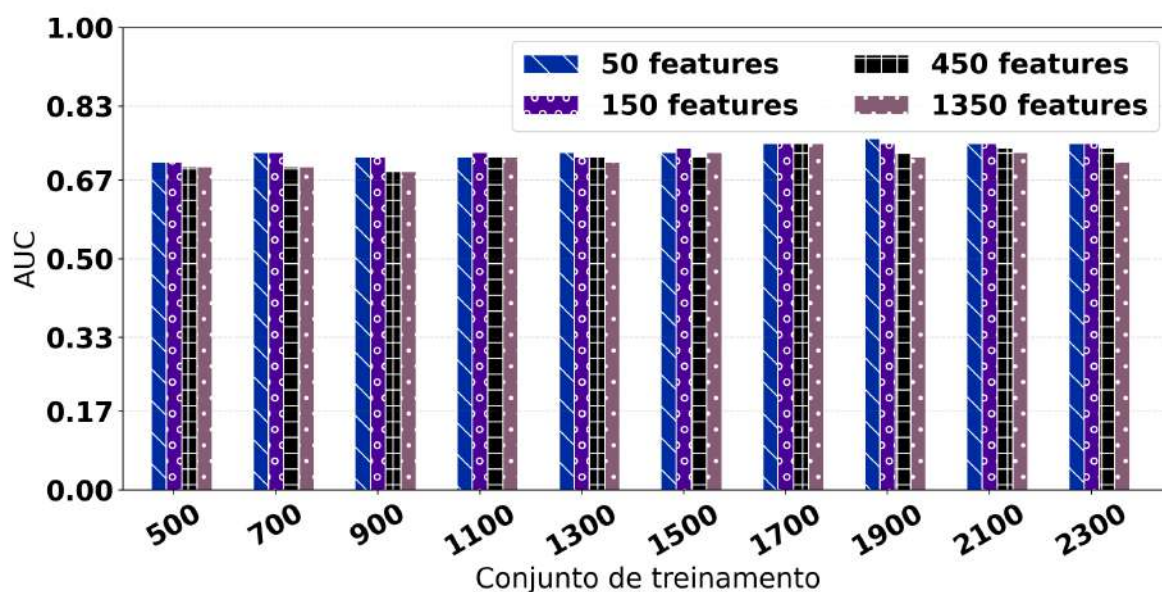 1.00
0.83
0.67
0.50
0.33
0.17
0.00
AUC
50 features
150 features
450 features
1350 features
500 700 900 1100 1300 1500 1700 1900 2100 2300
Conjunto de treinamento